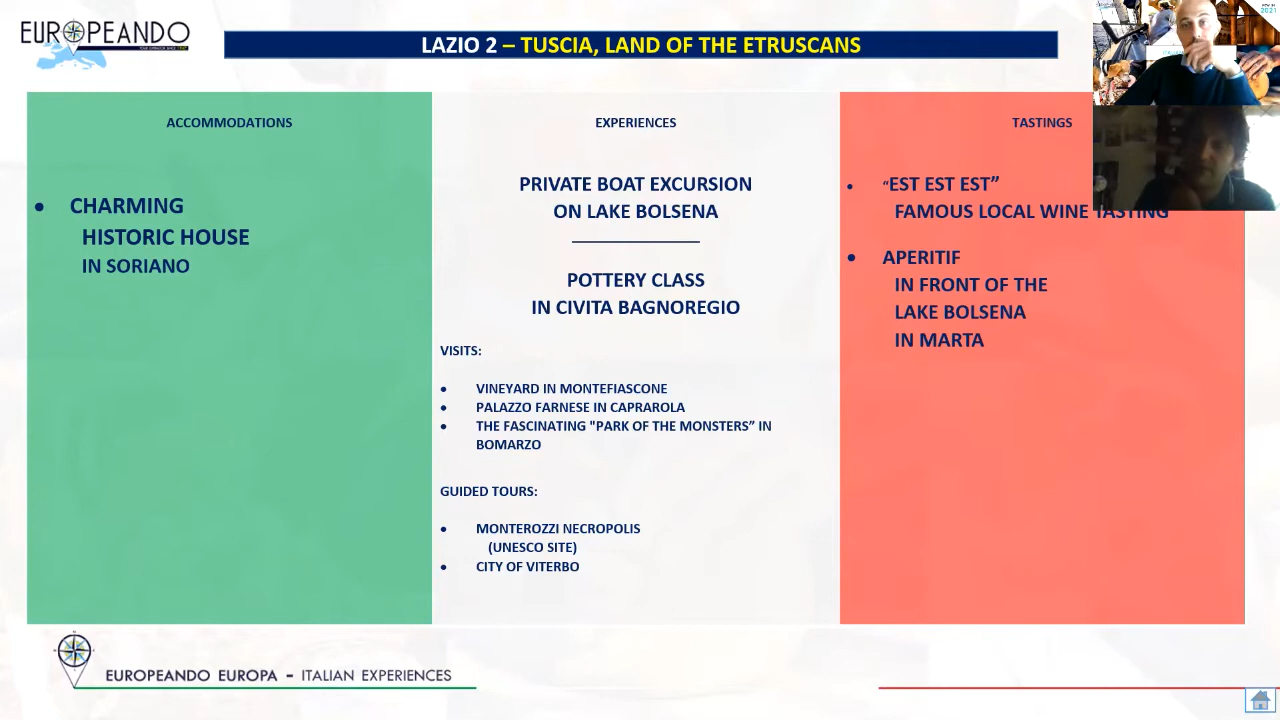 EUROPEANDO
LAZIO 2 – TUSCIA, LAND OF THE ETRUSCANS
2021
ACCOMMODATIONS
• CHARMING
HISTORIC HOUSE
IN SORIANO
EXPERIENCES
PRIVATE BOAT EXCURSION
ON LAKE BOLSENA
POTTERY CLASS
IN CIVITA BAGNOREGIO
VISITS:
• VINEYARD IN MONTEFIASCONE
• PALAZZO FARNESE IN CAPRAROLA
• THE FASCINATING "PARK OF THE MONSTERS” IN
BOMARZO
GUIDED TOURS:
• MONTEROZZI NECROPOLIS
(UNESCO SITE)
• CITY OF VITERBO
TASTINGS
• “EST EST EST”
FAMOUS LOCAL WINE TASTING
• APERITIF
IN FRONT OF THE
LAKE BOLSENA
IN MARTA
EUROPEANDO EUROPA – ITALIAN EXPERIENCES